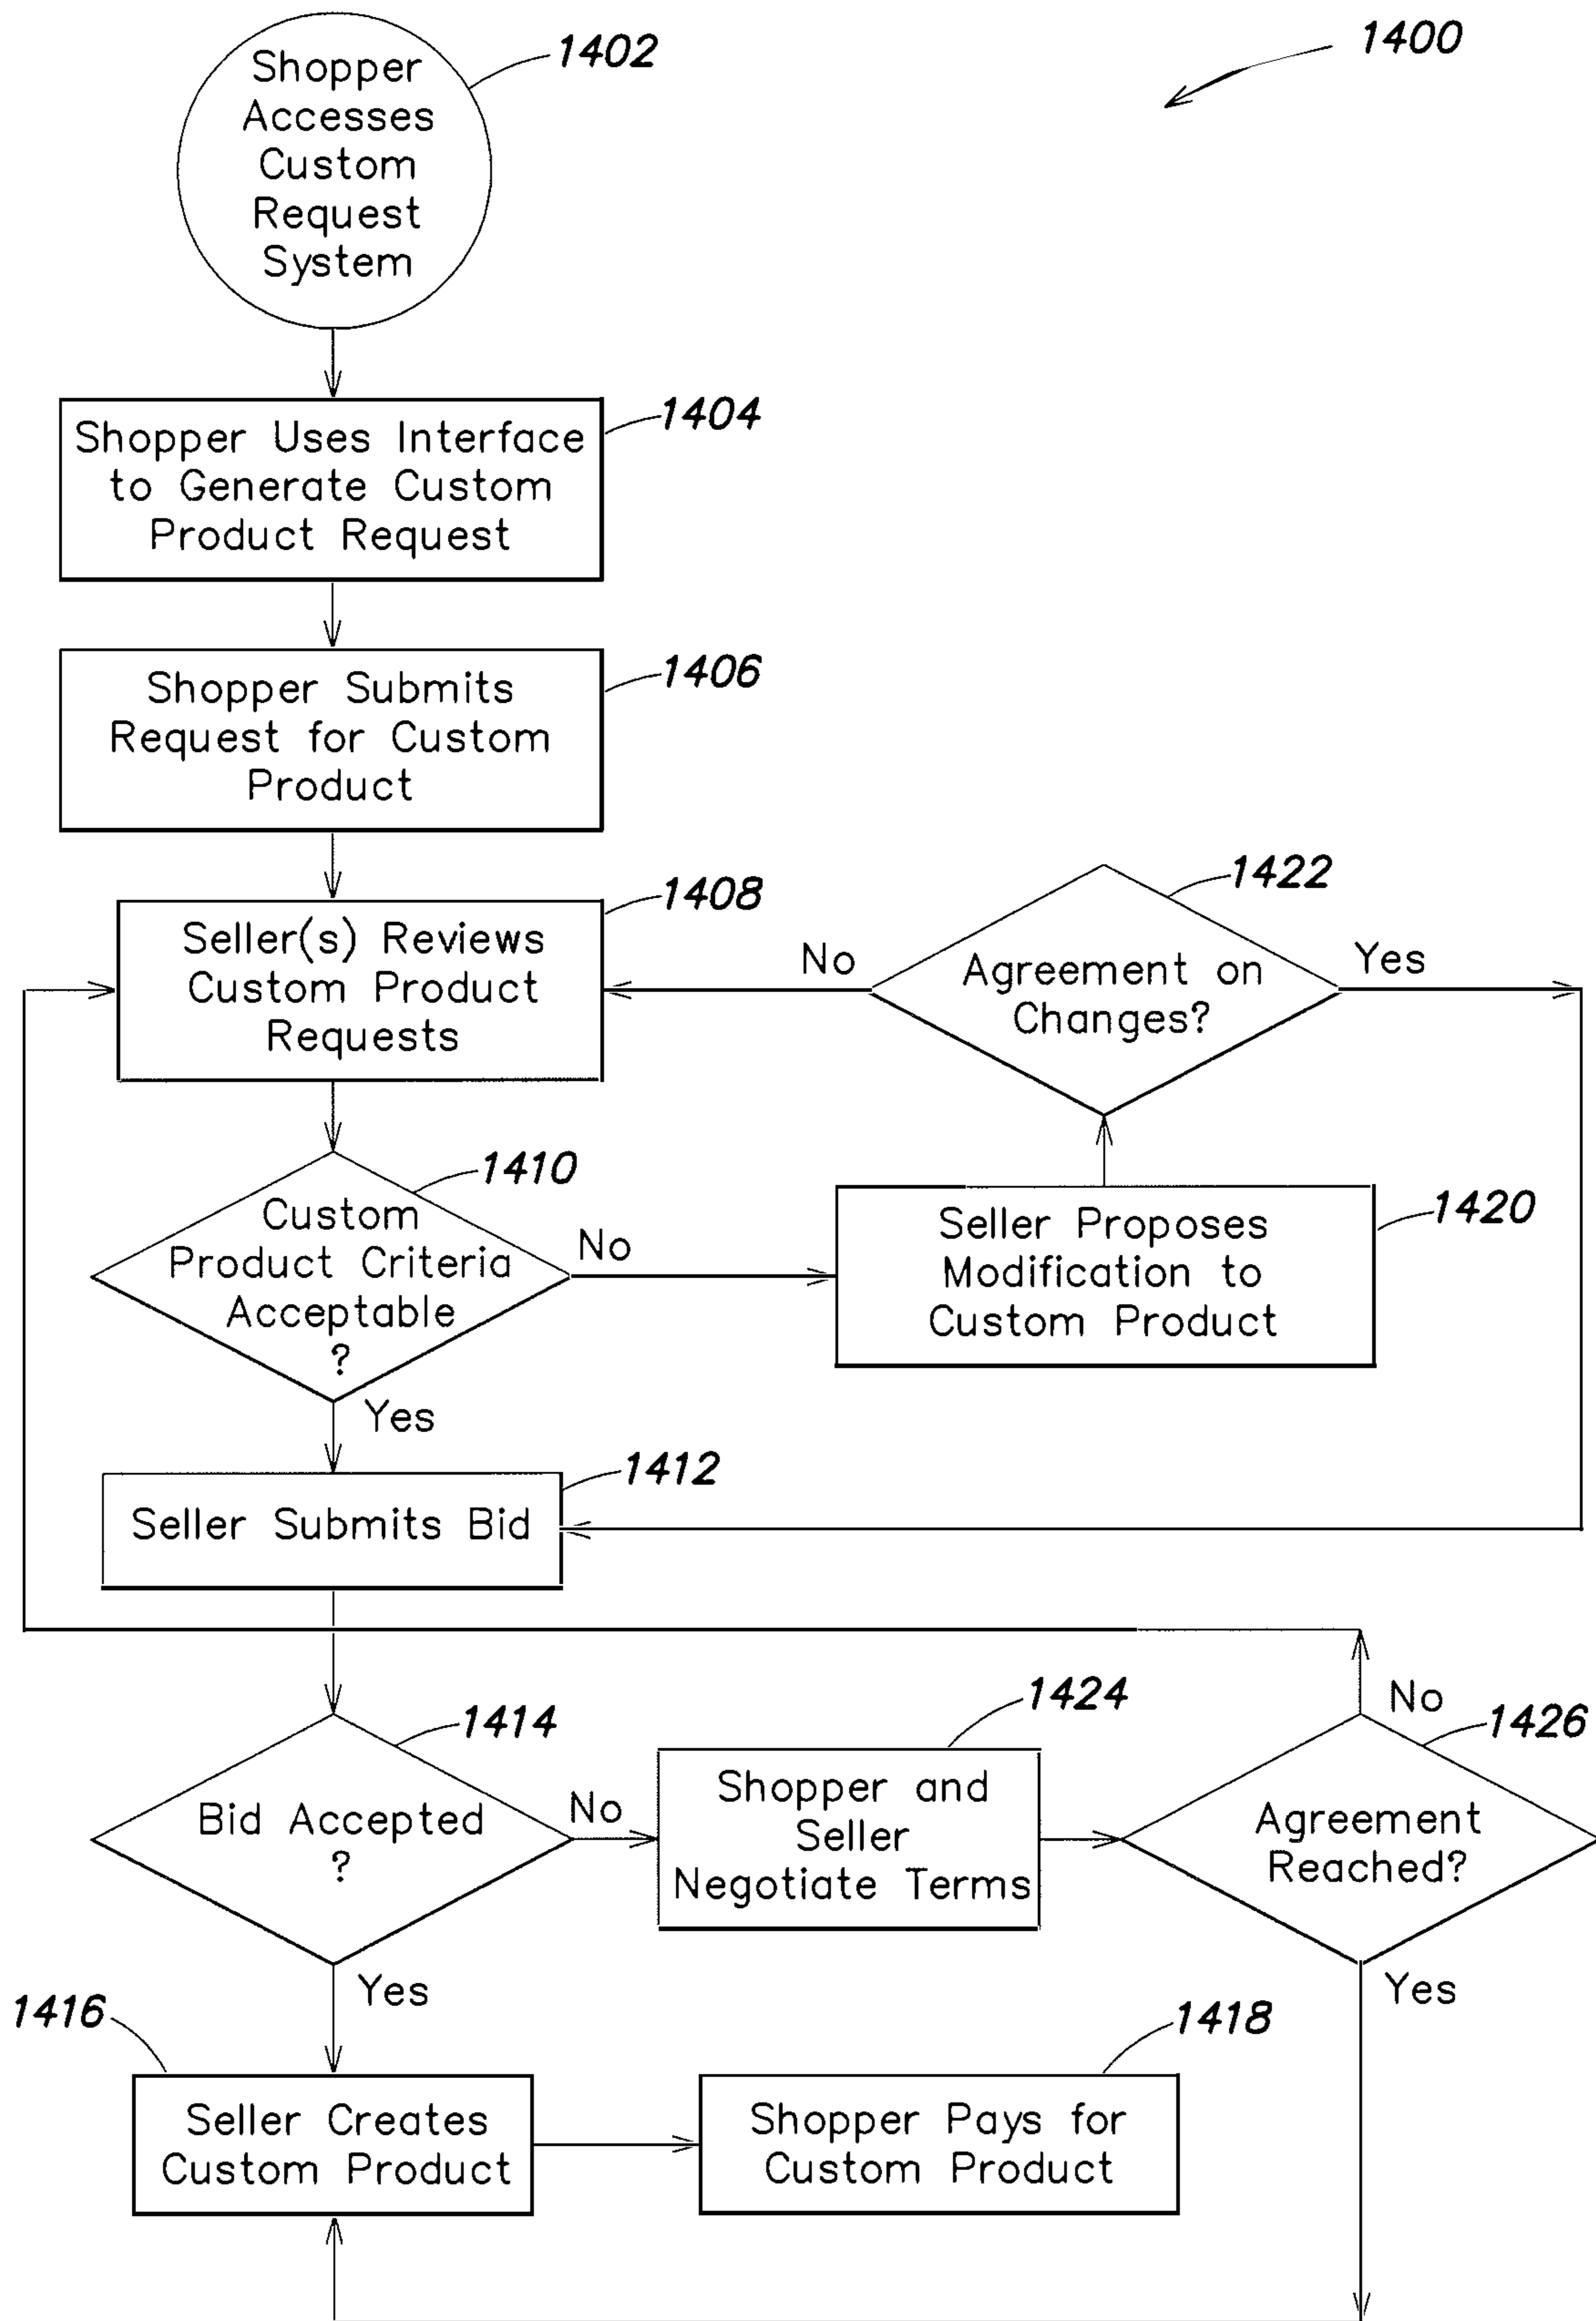 1400
1402
Shopper
Accesses
Custom
Request
System
1404
Shopper Uses Interface
to Generate Custom
Product Request
1406
Shopper Submits
Request for Custom
Product
1408
Seller(s) Reviews
Custom Product
Requests
1422
Agreement on
Changes?
No
Yes
1410
Custom
Product Criteria
Acceptable
?
No
Yes
1420
Seller Proposes
Modification to
Custom Product
1412
Seller Submits Bid
1414
Bid Accepted
?
No
Yes
1424
Shopper and
Seller
Negotiate Terms
1426
Agreement
Reached?
No
Yes
1416
Seller Creates
Custom Product
1418
Shopper Pays for
Custom Product